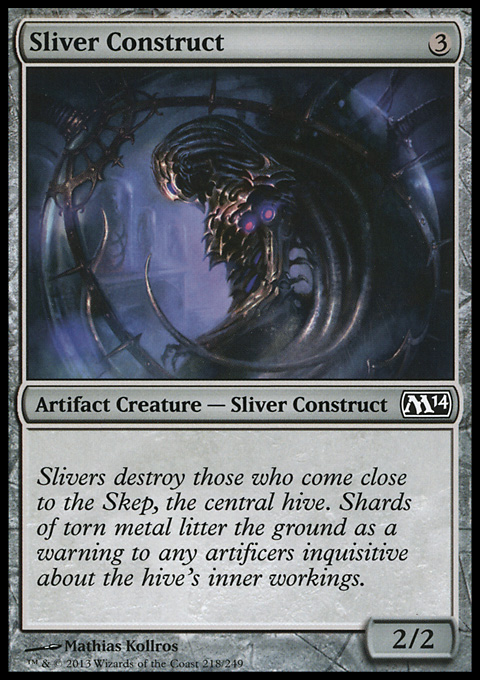 Sliver Construct 3
Artifact Creature — Sliver Construct M14
Slivers destroy those who come close
to the Skep, the central hive. Shards
of torn metal litter the ground as a
warning to any artificers inquisitive
about the hive's inner workings.
Mathias Kollros
2/2
™ & © 2013 Wizards of the Coast 218/249